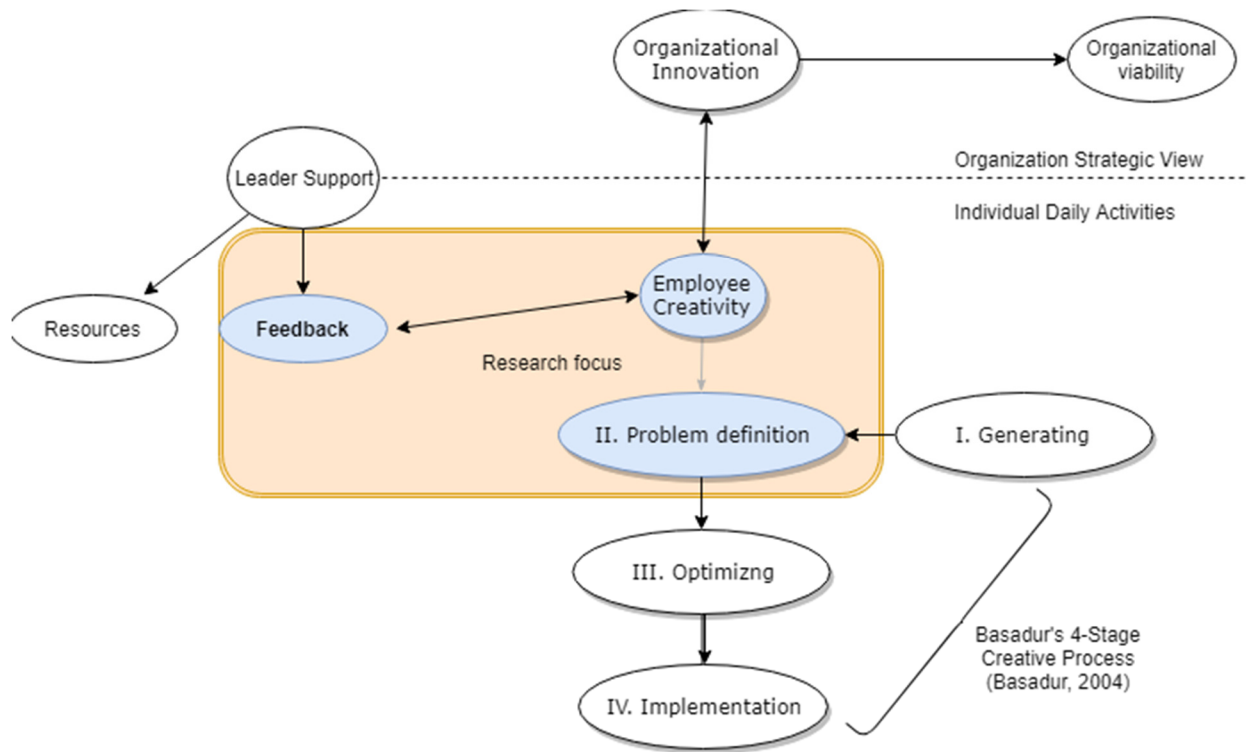 Organizational
Innovation
Organizational
viability
Organization Strategic View
Leader Support
Individual Daily Activities
Employee
Creativity
Resources
Feedback
Research focus
II. Problem definition
I. Generating
III. Optimizng
Basadur's 4-Stage
Creative Process
(Basadur, 2004)
IV. Implementation